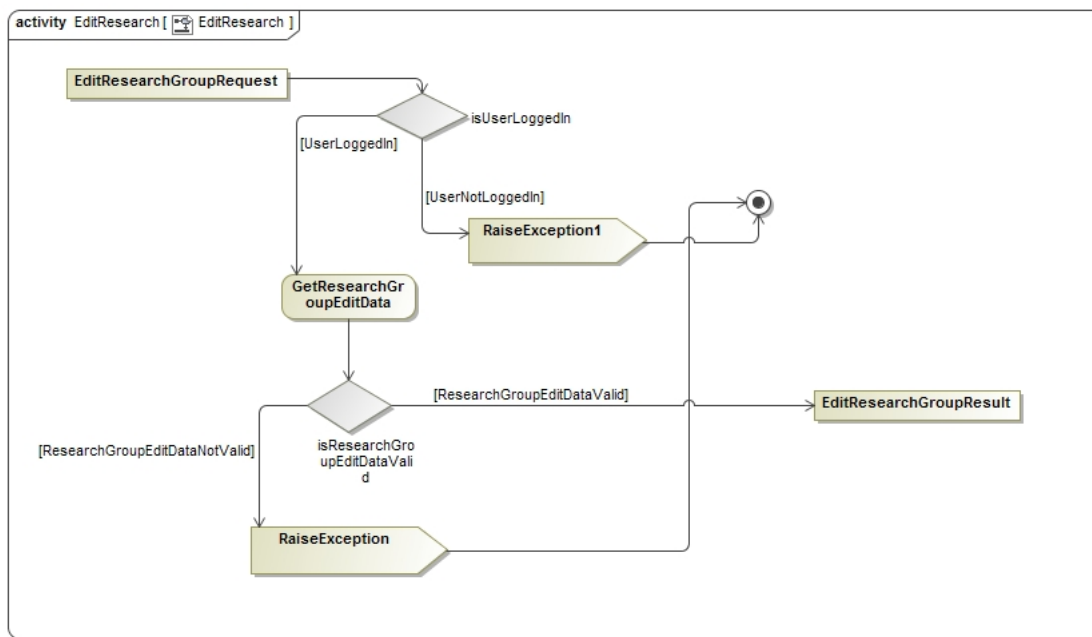 activity EditResearch [ EditResearch ]
EditResearchGroupRequest
isUserLoggedIn
[UserLoggedIn]
[UserNotLoggedIn]
RaiseException1
GetResearchGr
oupEditData
[ResearchGroupEditDataValid]
EditResearchGroupResult
[ResearchGroupEditDataNotValid]
isResearchGro
upEditDataVali
d
RaiseException